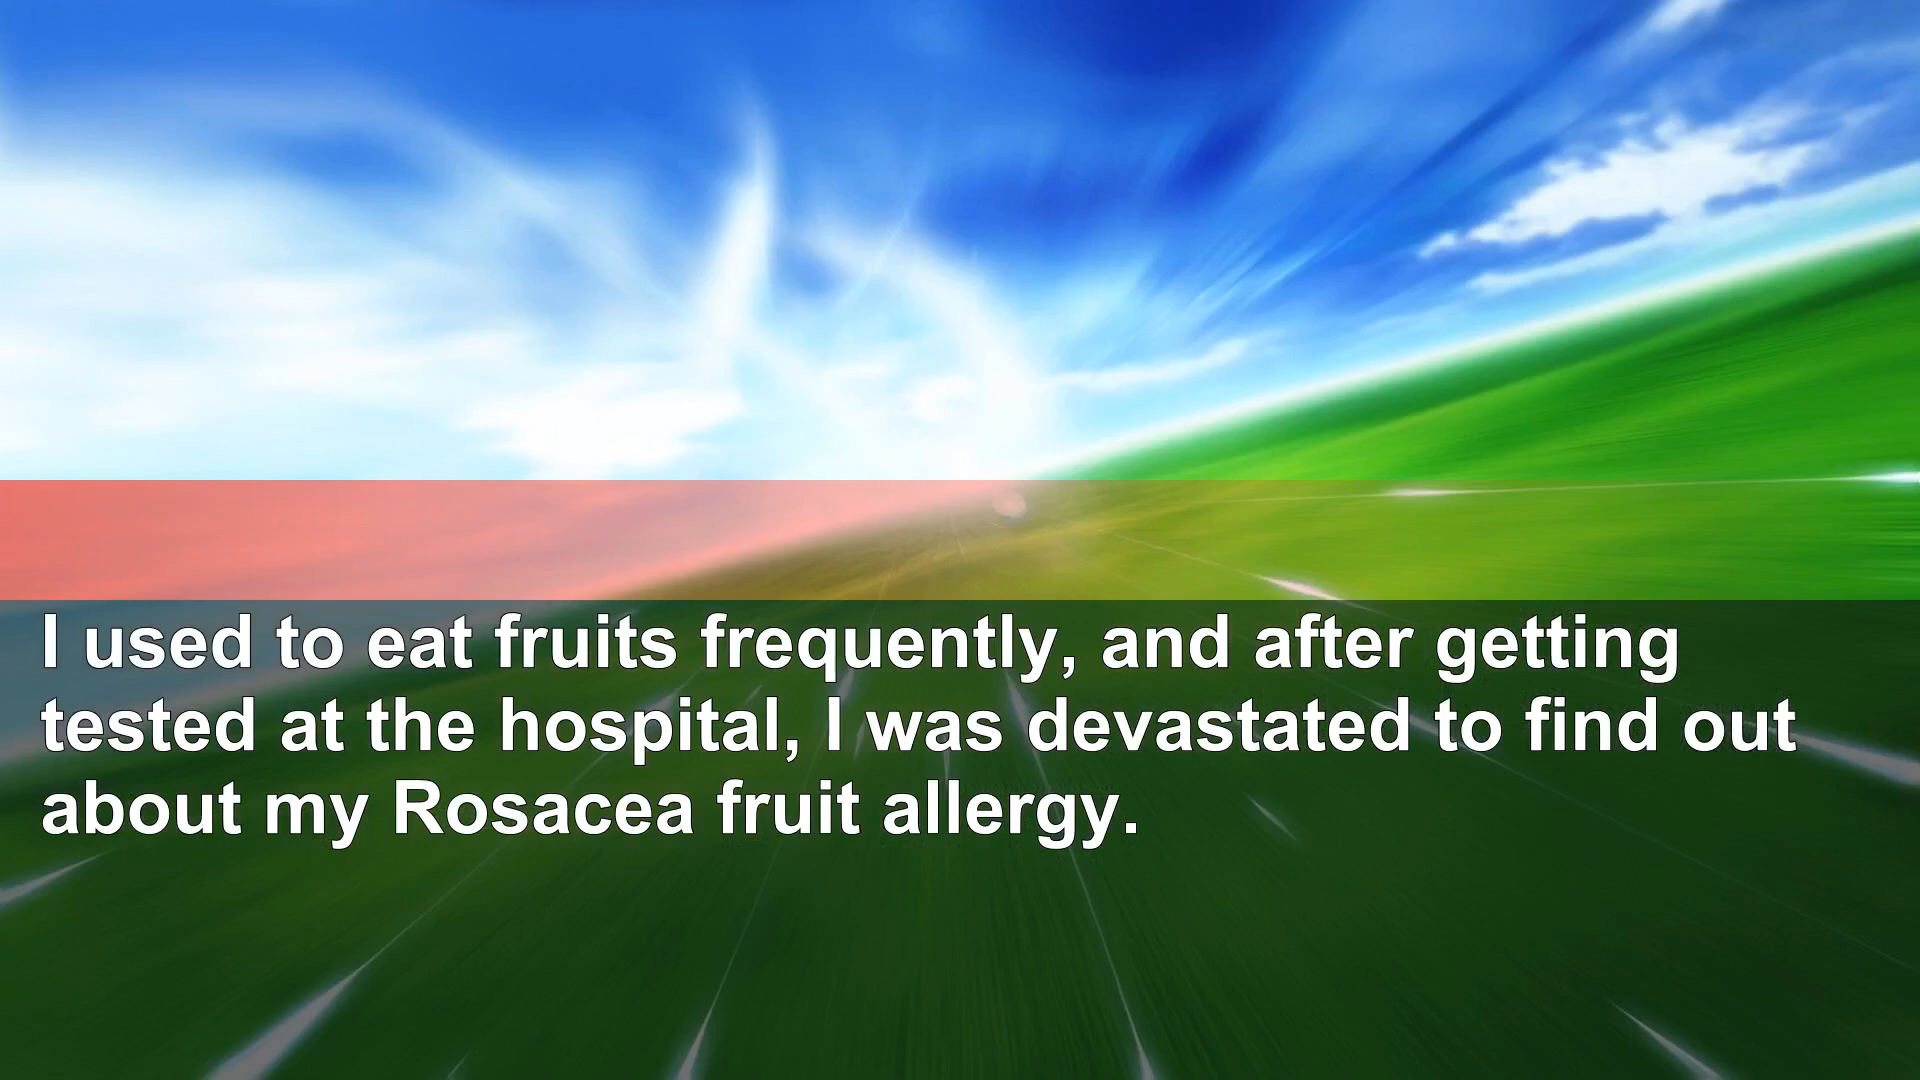 I used to eat fruits frequently, and after getting
tested at the hospital, I was devastated to find out
about my Rosacea fruit allergy.